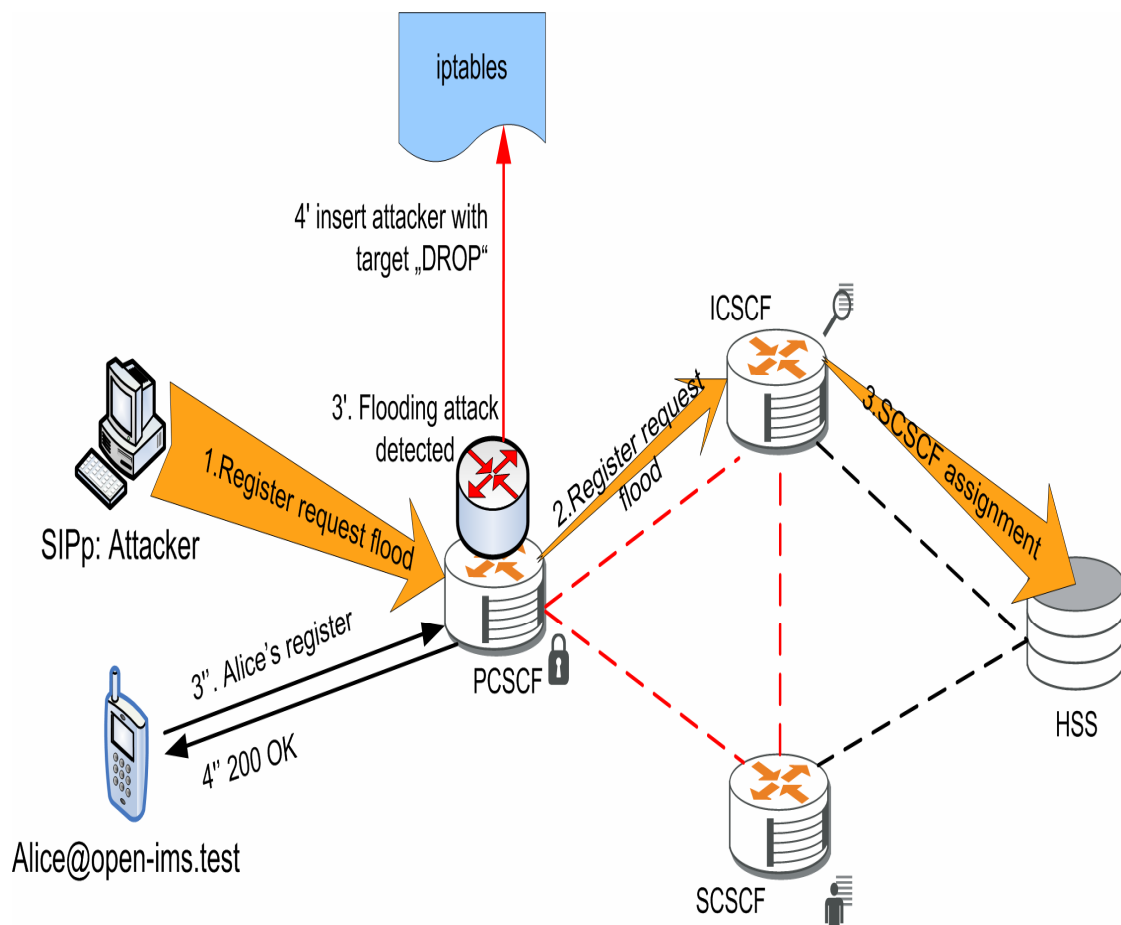 iptables
4' insert attacker with
target „DROP“
ICSCF
3'. Flooding attack
detected
1.Register request flood
2.Register request
flood
3.SCSCF assignment
SIPp: Attacker
3”. Alice’s register
4” 200 OK
PCSCF
HSS
Alice@open-ims.test
SCSCF